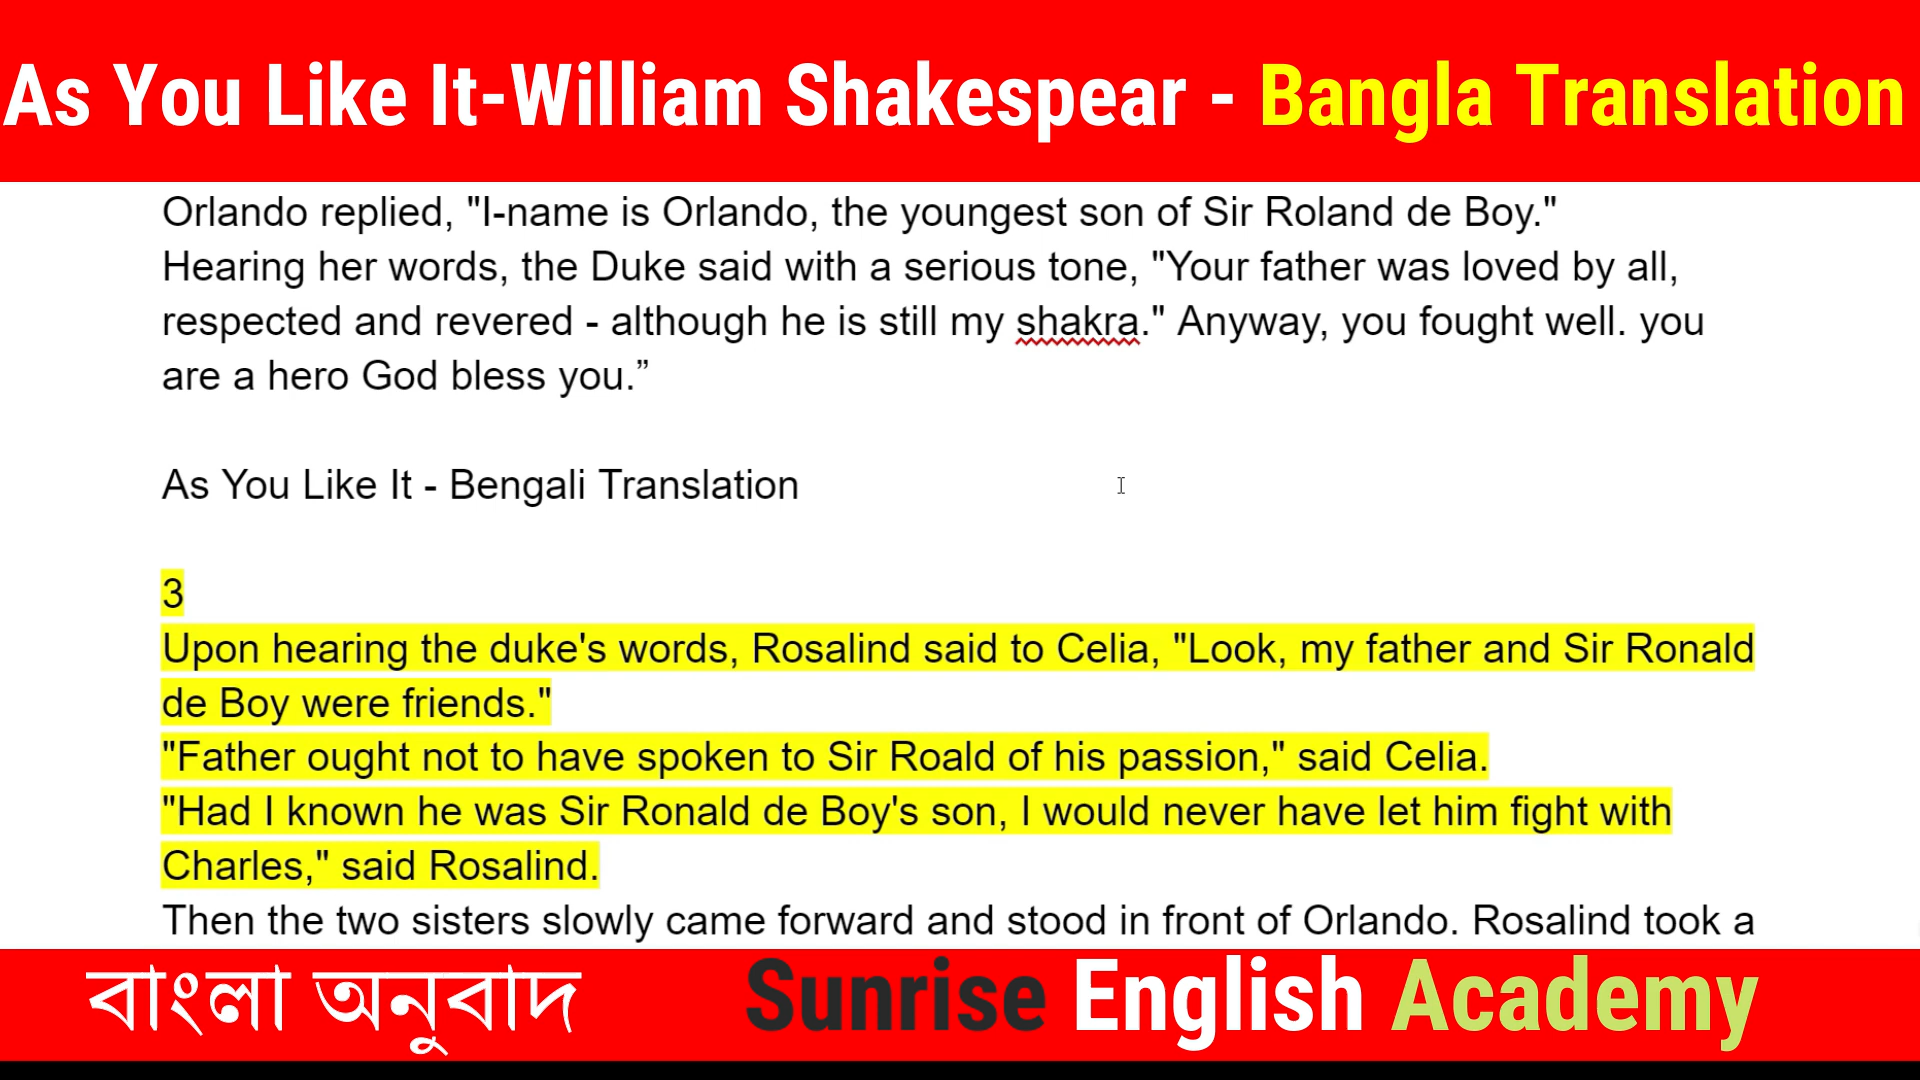 As You Like It-William Shakespear - Bangla Translation
Orlando replied, "I-name is Orlando, the youngest son of Sir Roland de Boy."
Hearing her words, the Duke said with a serious tone, "Your father was loved by all,
respected and revered - although he is still my shakra." Anyway, you fought well. you
are a hero God bless you.”
As You Like It - Bengali Translation
3
Upon hearing the duke's words, Rosalind said to Celia, "Look, my father and Sir Ronald
de Boy were friends."
"Father ought not to have spoken to Sir Roald of his passion," said Celia.
"Had I known he was Sir Ronald de Boy's son, I would never have let him fight with
Charles," said Rosalind.
Then the two sisters slowly came forward and stood in front of Orlando. Rosalind took a
বাংলা অনুবাদ Sunrise English Academy